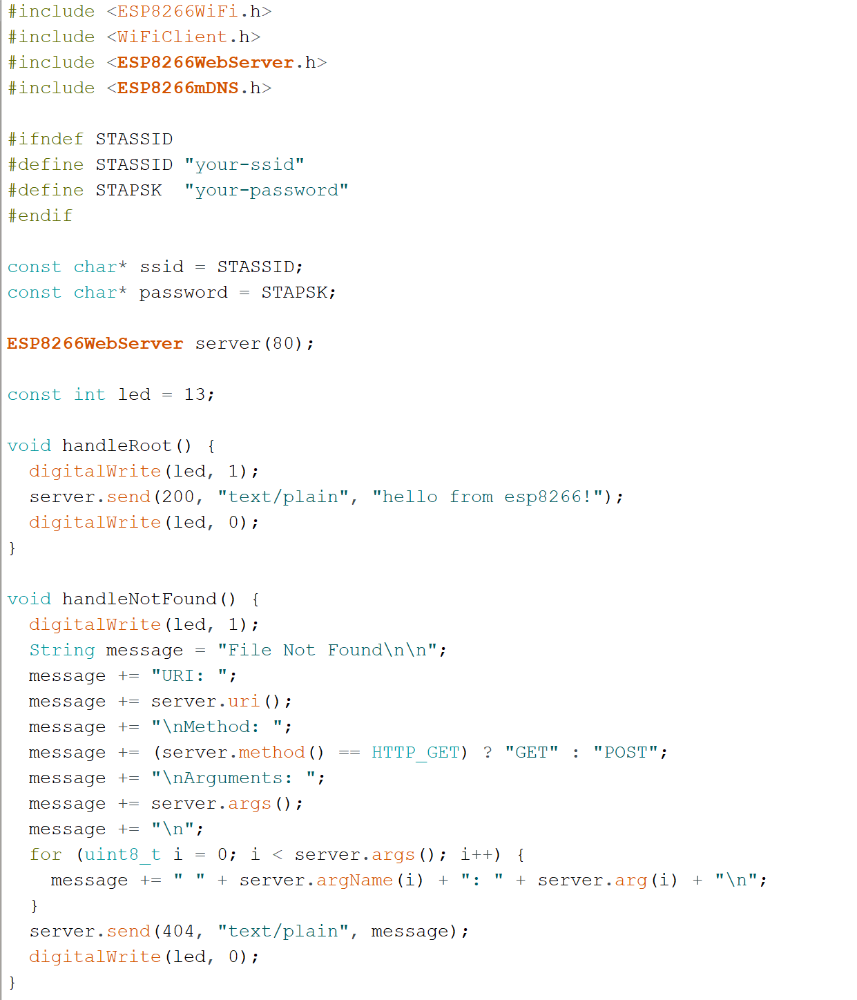 #include <ESP8266WiFi.h>
#include <WiFiClient.h>
#include <ESP8266WebServer.h>
#include <ESP8266mDNS.h>

#ifndef STASSID
#define STASSID "your-ssid"
#define STAPSK  "your-password"
#endif

const char* ssid = STASSID;
const char* password = STAPSK;

ESP8266WebServer server(80);

const int led = 13;

void handleRoot() {
  digitalWrite(led, 1);
  server.send(200, "text/plain", "hello from esp8266!");
  digitalWrite(led, 0);
}

void handleNotFound() {
  digitalWrite(led, 1);
  String message = "File Not Found\n\n";
  message += "URI: ";
  message += server.uri();
  message += "\nMethod: ";
  message += (server.method() == HTTP_GET) ? "GET" : "POST";
  message += "\nArguments: ";
  message += server.args();
  message += "\n";
  for (uint8_t i = 0; i < server.args(); i++) {
    message += " " + server.argName(i) + ": " + server.arg(i) + "\n";
  }
  server.send(404, "text/plain", message);
  digitalWrite(led, 0);
}